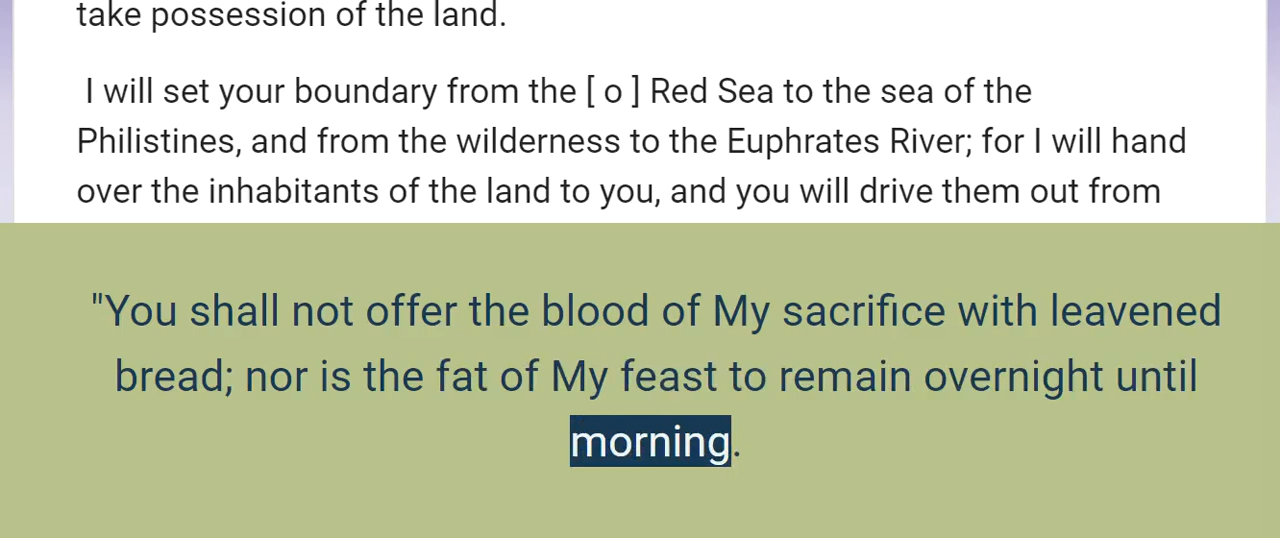 take possession of the land.
I will set your boundary from the [ o ] Red Sea to the sea of the
Philistines, and from the wilderness to the Euphrates River; for I will hand
over the inhabitants of the land to you, and you will drive them out from
"You shall not offer the blood of My sacrifice with leavened
bread; nor is the fat of My feast to remain overnight until
morning.